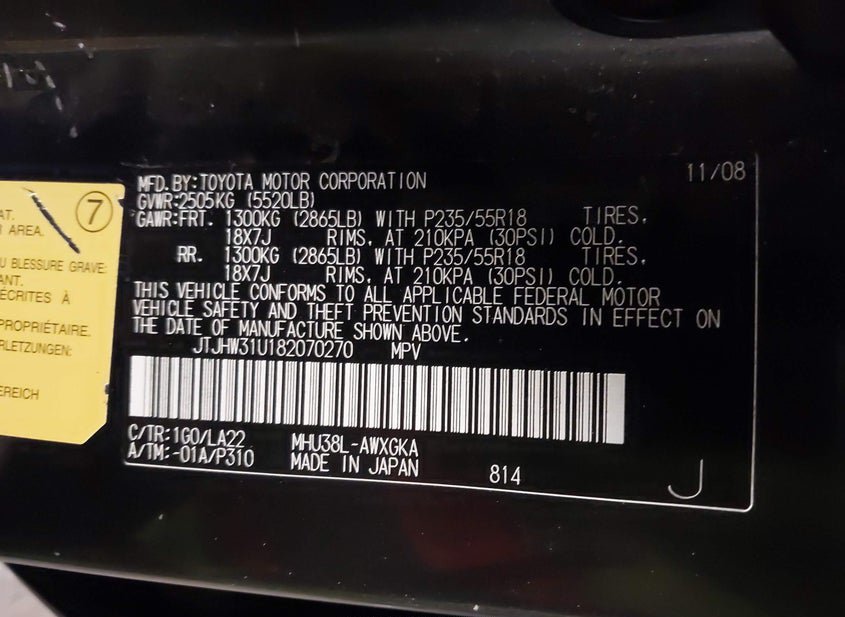 MFD.BY:TOYOTA MOTOR CORPORATION 11/08
GVWR:2505KG (5520LB)
GAWR:FRT. 1300KG (2865LB) WITH P235/55R18 TIRES,
18X7J RIMS, AT 210KPA (30PSI) COLD.
RR. 1300KG (2865LB) WITH P235/55R18 TIRES,
18X7J RIMS, AT 210KPA (30PSI) COLD.
THIS VEHICLE CONFORMS TO ALL APPLICABLE FEDERAL MOTOR
VEHICLE SAFETY AND THEFT PREVENTION STANDARDS IN EFFECT ON
THE DATE OF MANUFACTURE SHOWN ABOVE.
JTJHW31U182070270 MPV
C/TR:1G0/LA22 MHU38L-AWXGKA
A/TM:-01A/P310 MADE IN JAPAN 814 J
7
AT.
AREA.
U BLESSURE GRAVE:
ANT.
ÉCRITES À
PROPRIÉTAIRE.
RLETZUNGEN:
EREICH